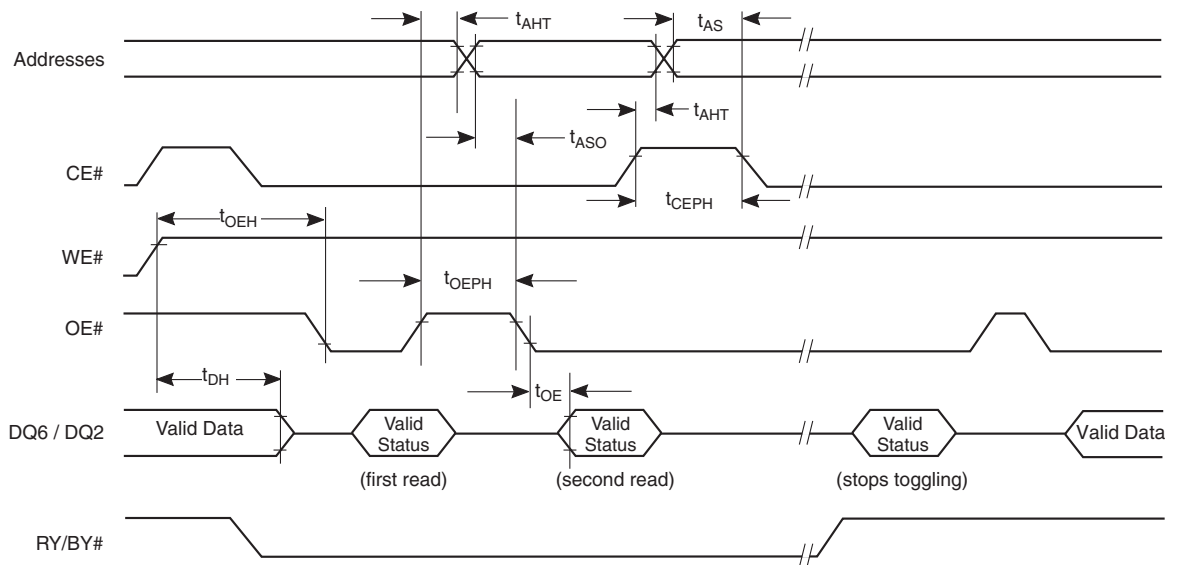 tAHT
tAS
Addresses
tAHT
tASO
CE#
tCEPH
tOEH
WE#
tOEPH
OE#
tDH
tOE
DQ6 / DQ2
Valid Data
Valid
Status
Valid
Status
Valid
Status
Valid Data
(first read)
(second read)
(stops toggling)
RY/BY#